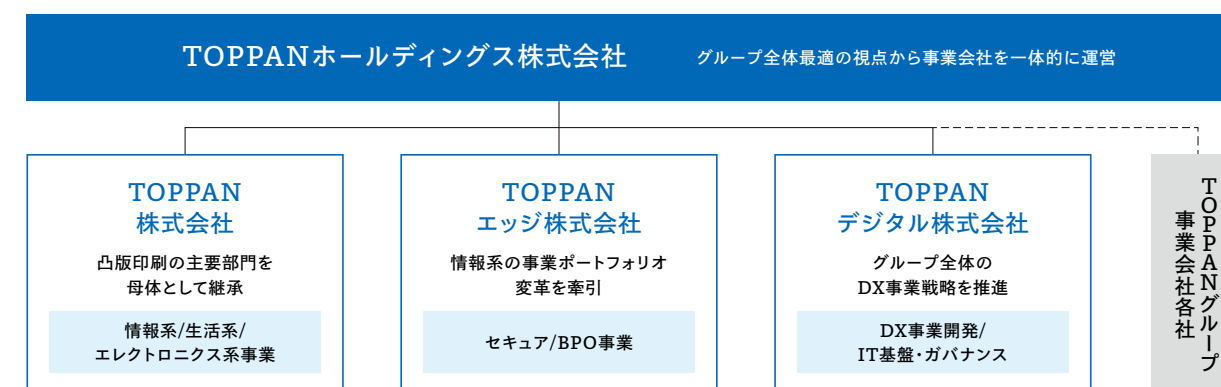 TOPPANホールディングス株式会社
グループ全体最適の視点から事業会社を一体的に運営
TOPPAN
株式会社
凸版印刷の主要部門を
母体として継承
情報系/生活系/
エレクトロニクス系事業
TOPPAN
エッジ株式会社
情報系の事業ポートフォリオ
変革を牽引
セキュア/BPO事業
TOPPAN
デジタル株式会社
グループ全体の
DX事業戦略を推進
DX事業開発/
IT基盤・ガバナンス
TOPPANグループ
事業会社各社